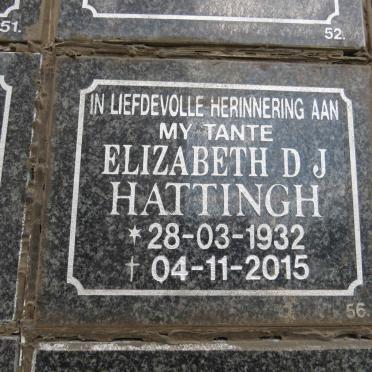 51.
52.
IN LIEFDEVOLLE HERINNERING AAN
MY TANTE
ELIZABETH D J
HATTINGH
* 28-03-1932
† 04-11-2015
56.